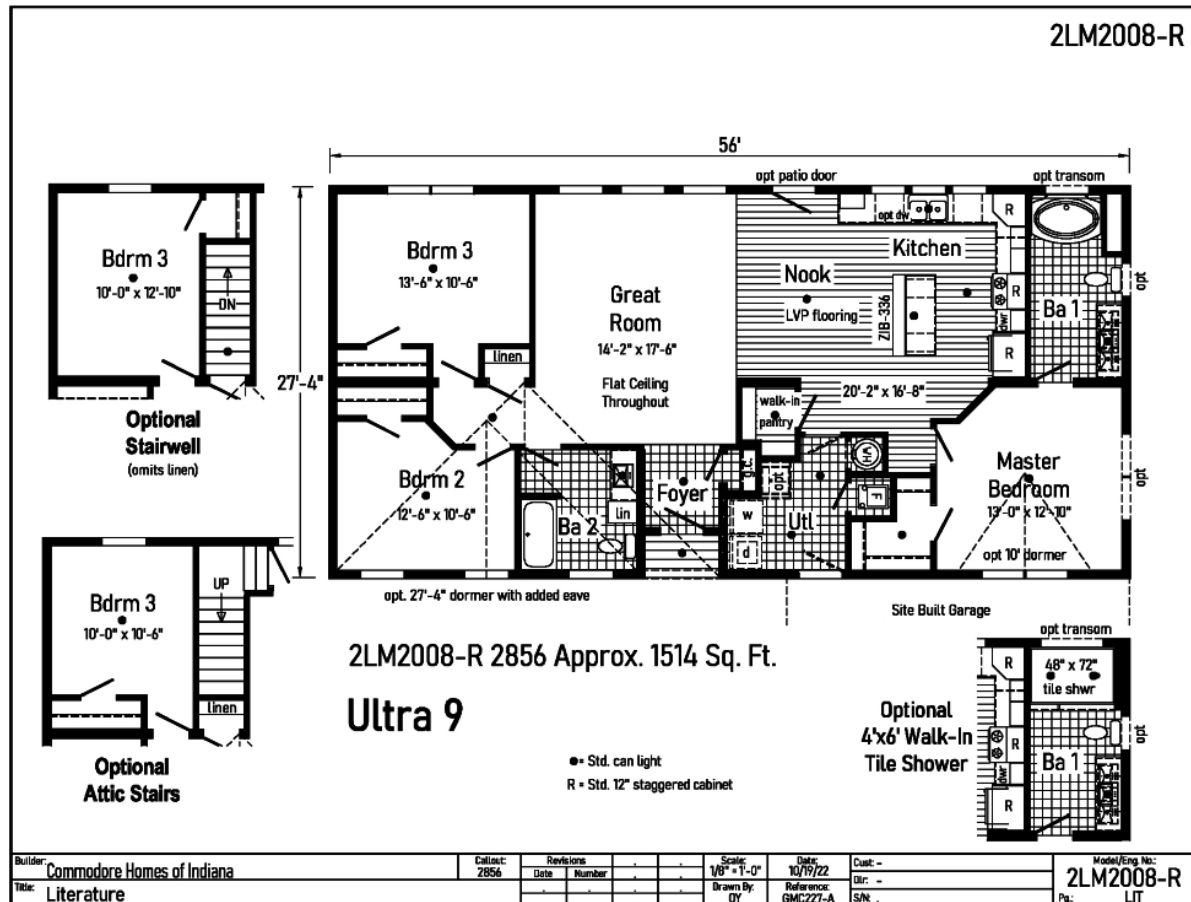 2LM2008-R
56'
opt patio door
opt transom
27'-4"
Bdrm 3
10'-0" x 12'-10"
DN
Optional
Stairwell
(omits linen)
Bdrm 3
13'-6" x 10'-6"
linen
Great
Room
14'-2" x 17'-6"
Flat Ceiling
Throughout
Nook
LVP flooring
opt dw
Kitchen
ZIB-336
R
R
dwr
R
20'-2" x 16'-8"
Ba 1
opt
walk-in
pantry
Bdrm 2
12'-6" x 10'-6"
Ba 2
lin
Foyer
g.c.
opt
w
d
Utl
WH
F
Master
Bedroom
13'-0" x 12'-10"
opt 10' dormer
opt
opt. 27'-4" dormer with added eave
Site Built Garage
UP
Bdrm 3
10'-0" x 10'-6"
linen
Optional
Attic Stairs
2LM2008-R 2856 Approx. 1514 Sq. Ft.
Ultra 9
●= Std. can light
R = Std. 12" staggered cabinet
Optional
4'x6' Walk-In
Tile Shower
opt transom
48" x 72"
tile shwr
R
R
dwr
R
Ba 1
opt
Builder: Commodore Homes of Indiana
Title: Literature
Callout:
2856
Revisions
Date Number
Scale:
1/8" = 1'-0"
Drawn By:
DY
Date:
10/19/22
Reference:
GMC227-A
Cust: -
Dlr: -
S/N: .
Model/Eng. No.:
2LM2008-R
Pg.: LIT